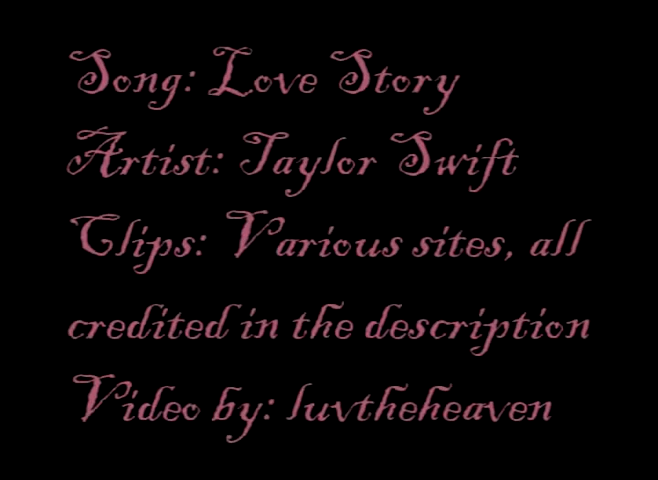 Song: Love Story
Artist: Taylor Swift
Clips: Various sites, all
credited in the description
Video by: luvtheheaven